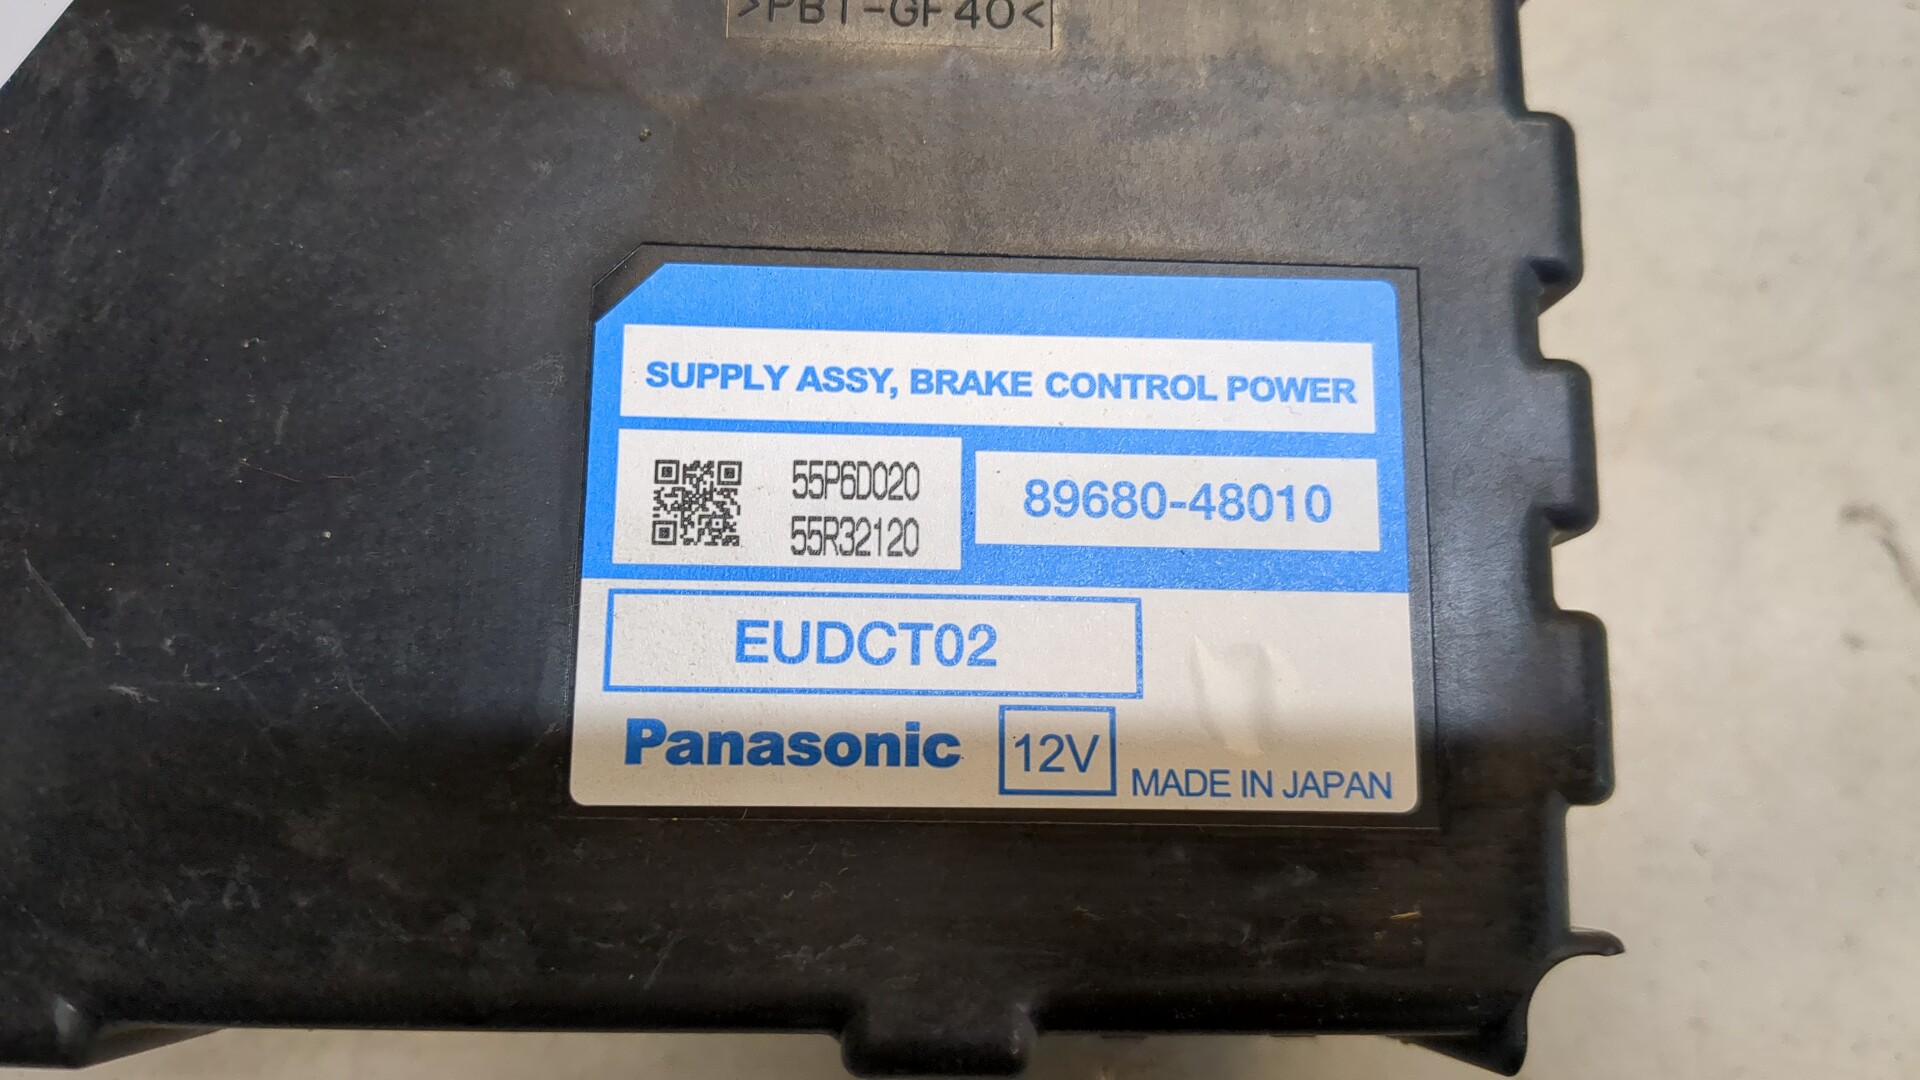 >PBT-GF40<
SUPPLY ASSY, BRAKE CONTROL POWER
55P6D020
55R32120
89680-48010
EUDCT02
Panasonic
12V
MADE IN JAPAN